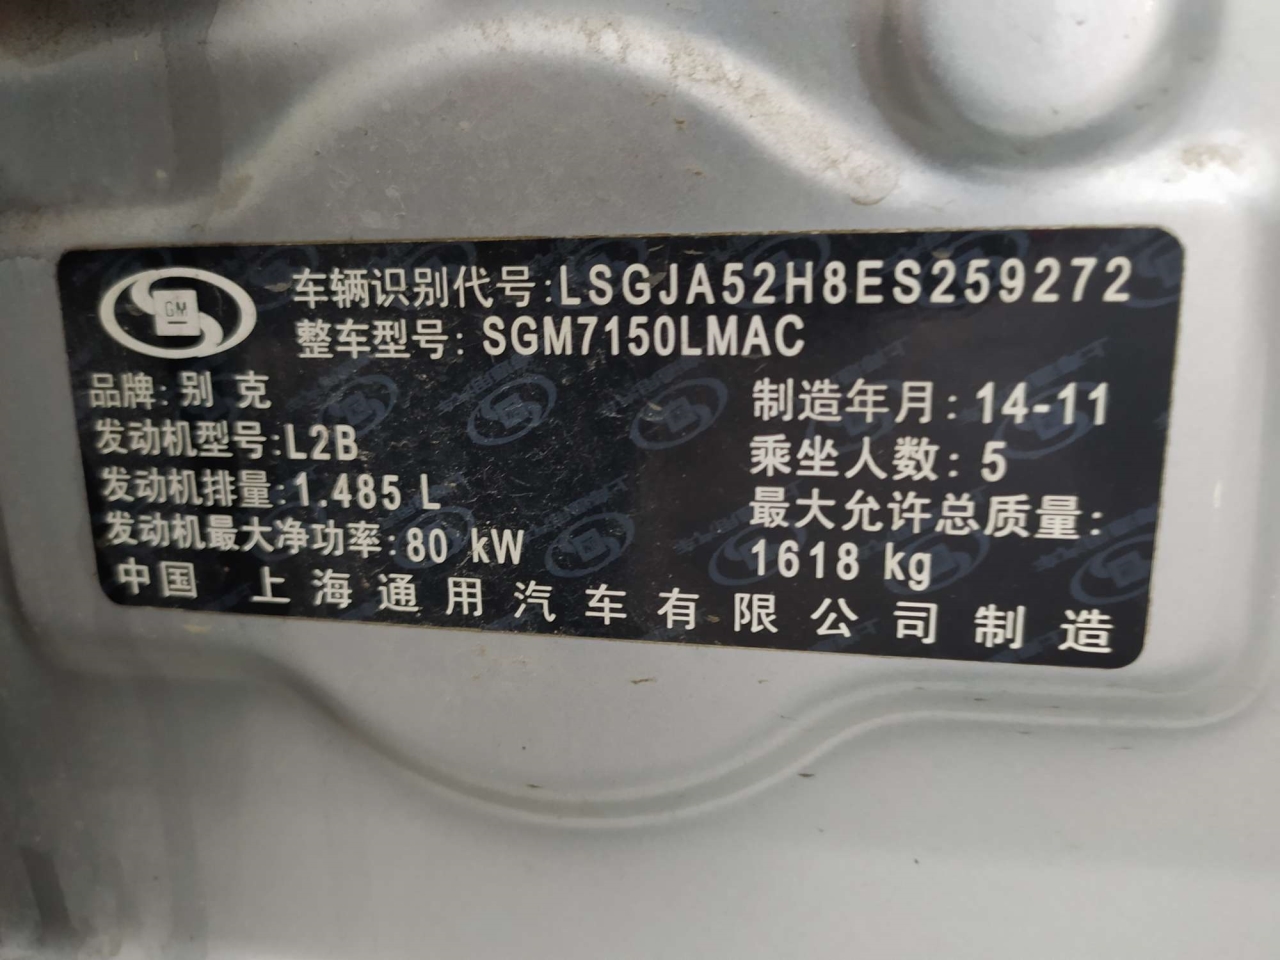 GM
车辆识别代号:LSGJA52H8ES259272
整车型号: SGM7150LMAC
品牌: 别 克
制造年月: 14-11
发动机型号:L2B
乘坐人数: 5
发动机排量:1.485 L
最大允许总质量:
1618 kg
发动机最大净功率:80 kW
中国 上海通用汽车有限公司制造